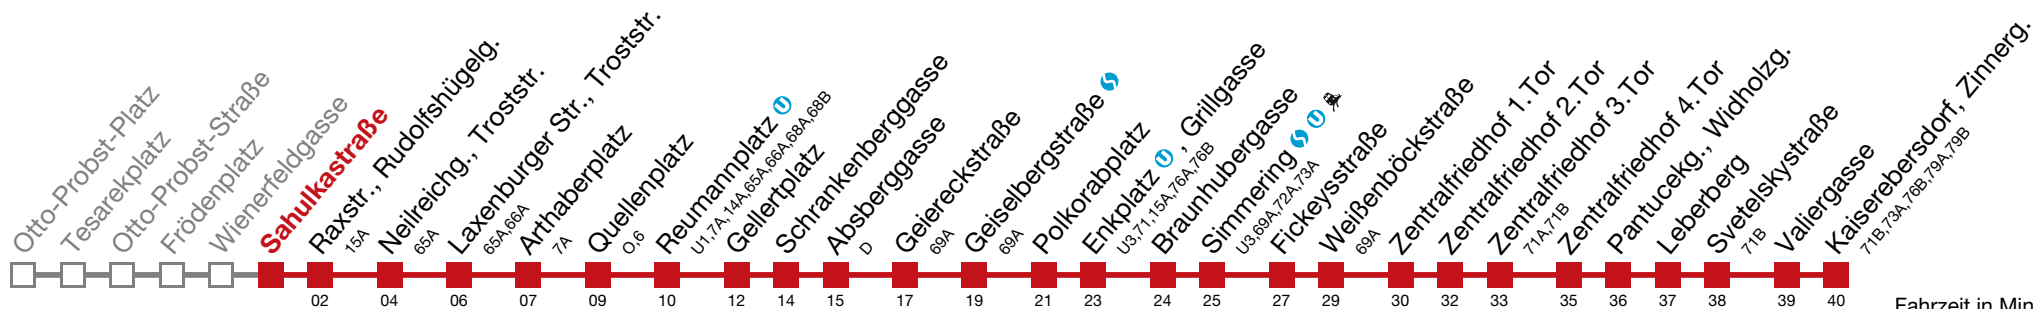 Otto-Probst-Platz
Tesarekplatz
Otto-Probst-Straße
Frödenplatz
Wienerfeldgasse
Sahulkastraße
Raxstr., Rudolfshügelg.
15A
Neilreichg., Troststr.
65A
Laxenburger Str., Troststr.
65A,66A
Arthaberplatz
7A
Quellenplatz
O,6
Reumannplatz U
U1,7A,14A,65A,66A,68A,68B
Gellertplatz
Schrankenberggasse
Absberggasse
D
Geiereckstraße
69A
Geiselbergstraße S
69A
Polkorabplatz
Enkplatz U , Grillgasse
U3,71,15A,76A,76B
Braunhubergasse
Simmering S U
U3,69A,72A,73A
Fickeysstraße
Weißenböckstraße
69A
Zentralfriedhof 1.Tor
Zentralfriedhof 2.Tor
Zentralfriedhof 3.Tor
71A,71B
Zentralfriedhof 4.Tor
Pantucekg., Widholzg.
Leberberg
Svetelskystraße
71B
Valiergasse
Kaiserebersdorf, Zinnerg.
71B,73A,76B,79A,79B
02 04 06 07 09 10 12 14 15 17 19 21 23 24 25 27 29 30 32 33 35 36 37 38 39 40
Fahrzeit in Min